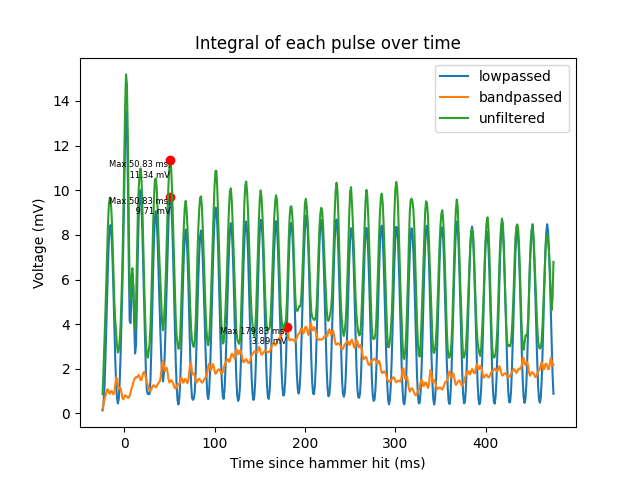 Integral of each pulse over time
lowpassed
bandpassed
unfiltered
Max 50.83 ms,
11.34 mV
Max 50.83 ms,
9.71 mV
Max 179.83 ms,
3.89 mV
Voltage (mV)
14
12
10
8
6
4
2
0
0 100 200 300 400
Time since hammer hit (ms)